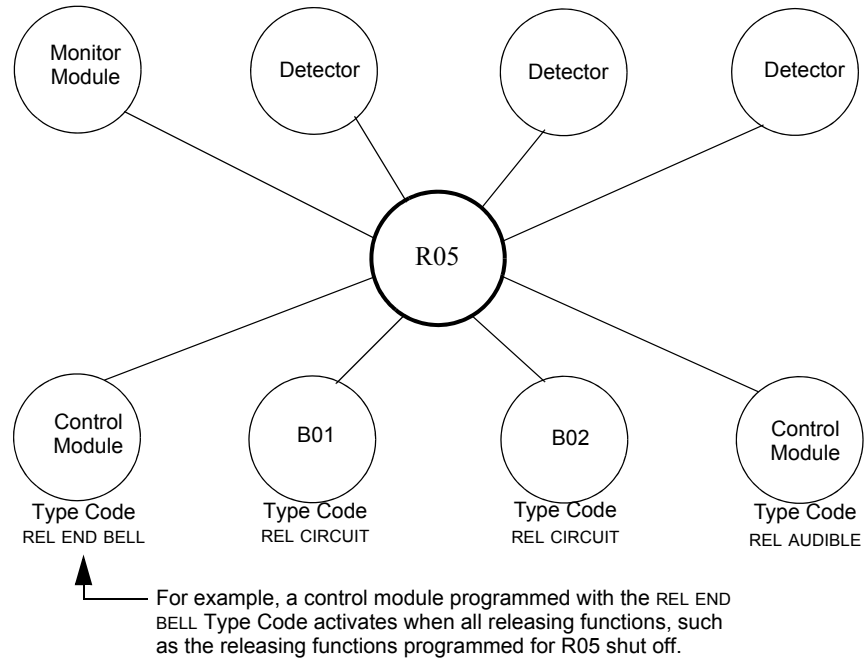 Monitor
Module
Detector
Detector
Detector
R05
Control
Module
B01
B02
Control
Module
Type Code
REL END BELL
Type Code
REL CIRCUIT
Type Code
REL CIRCUIT
Type Code
REL AUDIBLE
For example, a control module programmed with the REL END
BELL Type Code activates when all releasing functions, such
as the releasing functions programmed for R05 shut off.